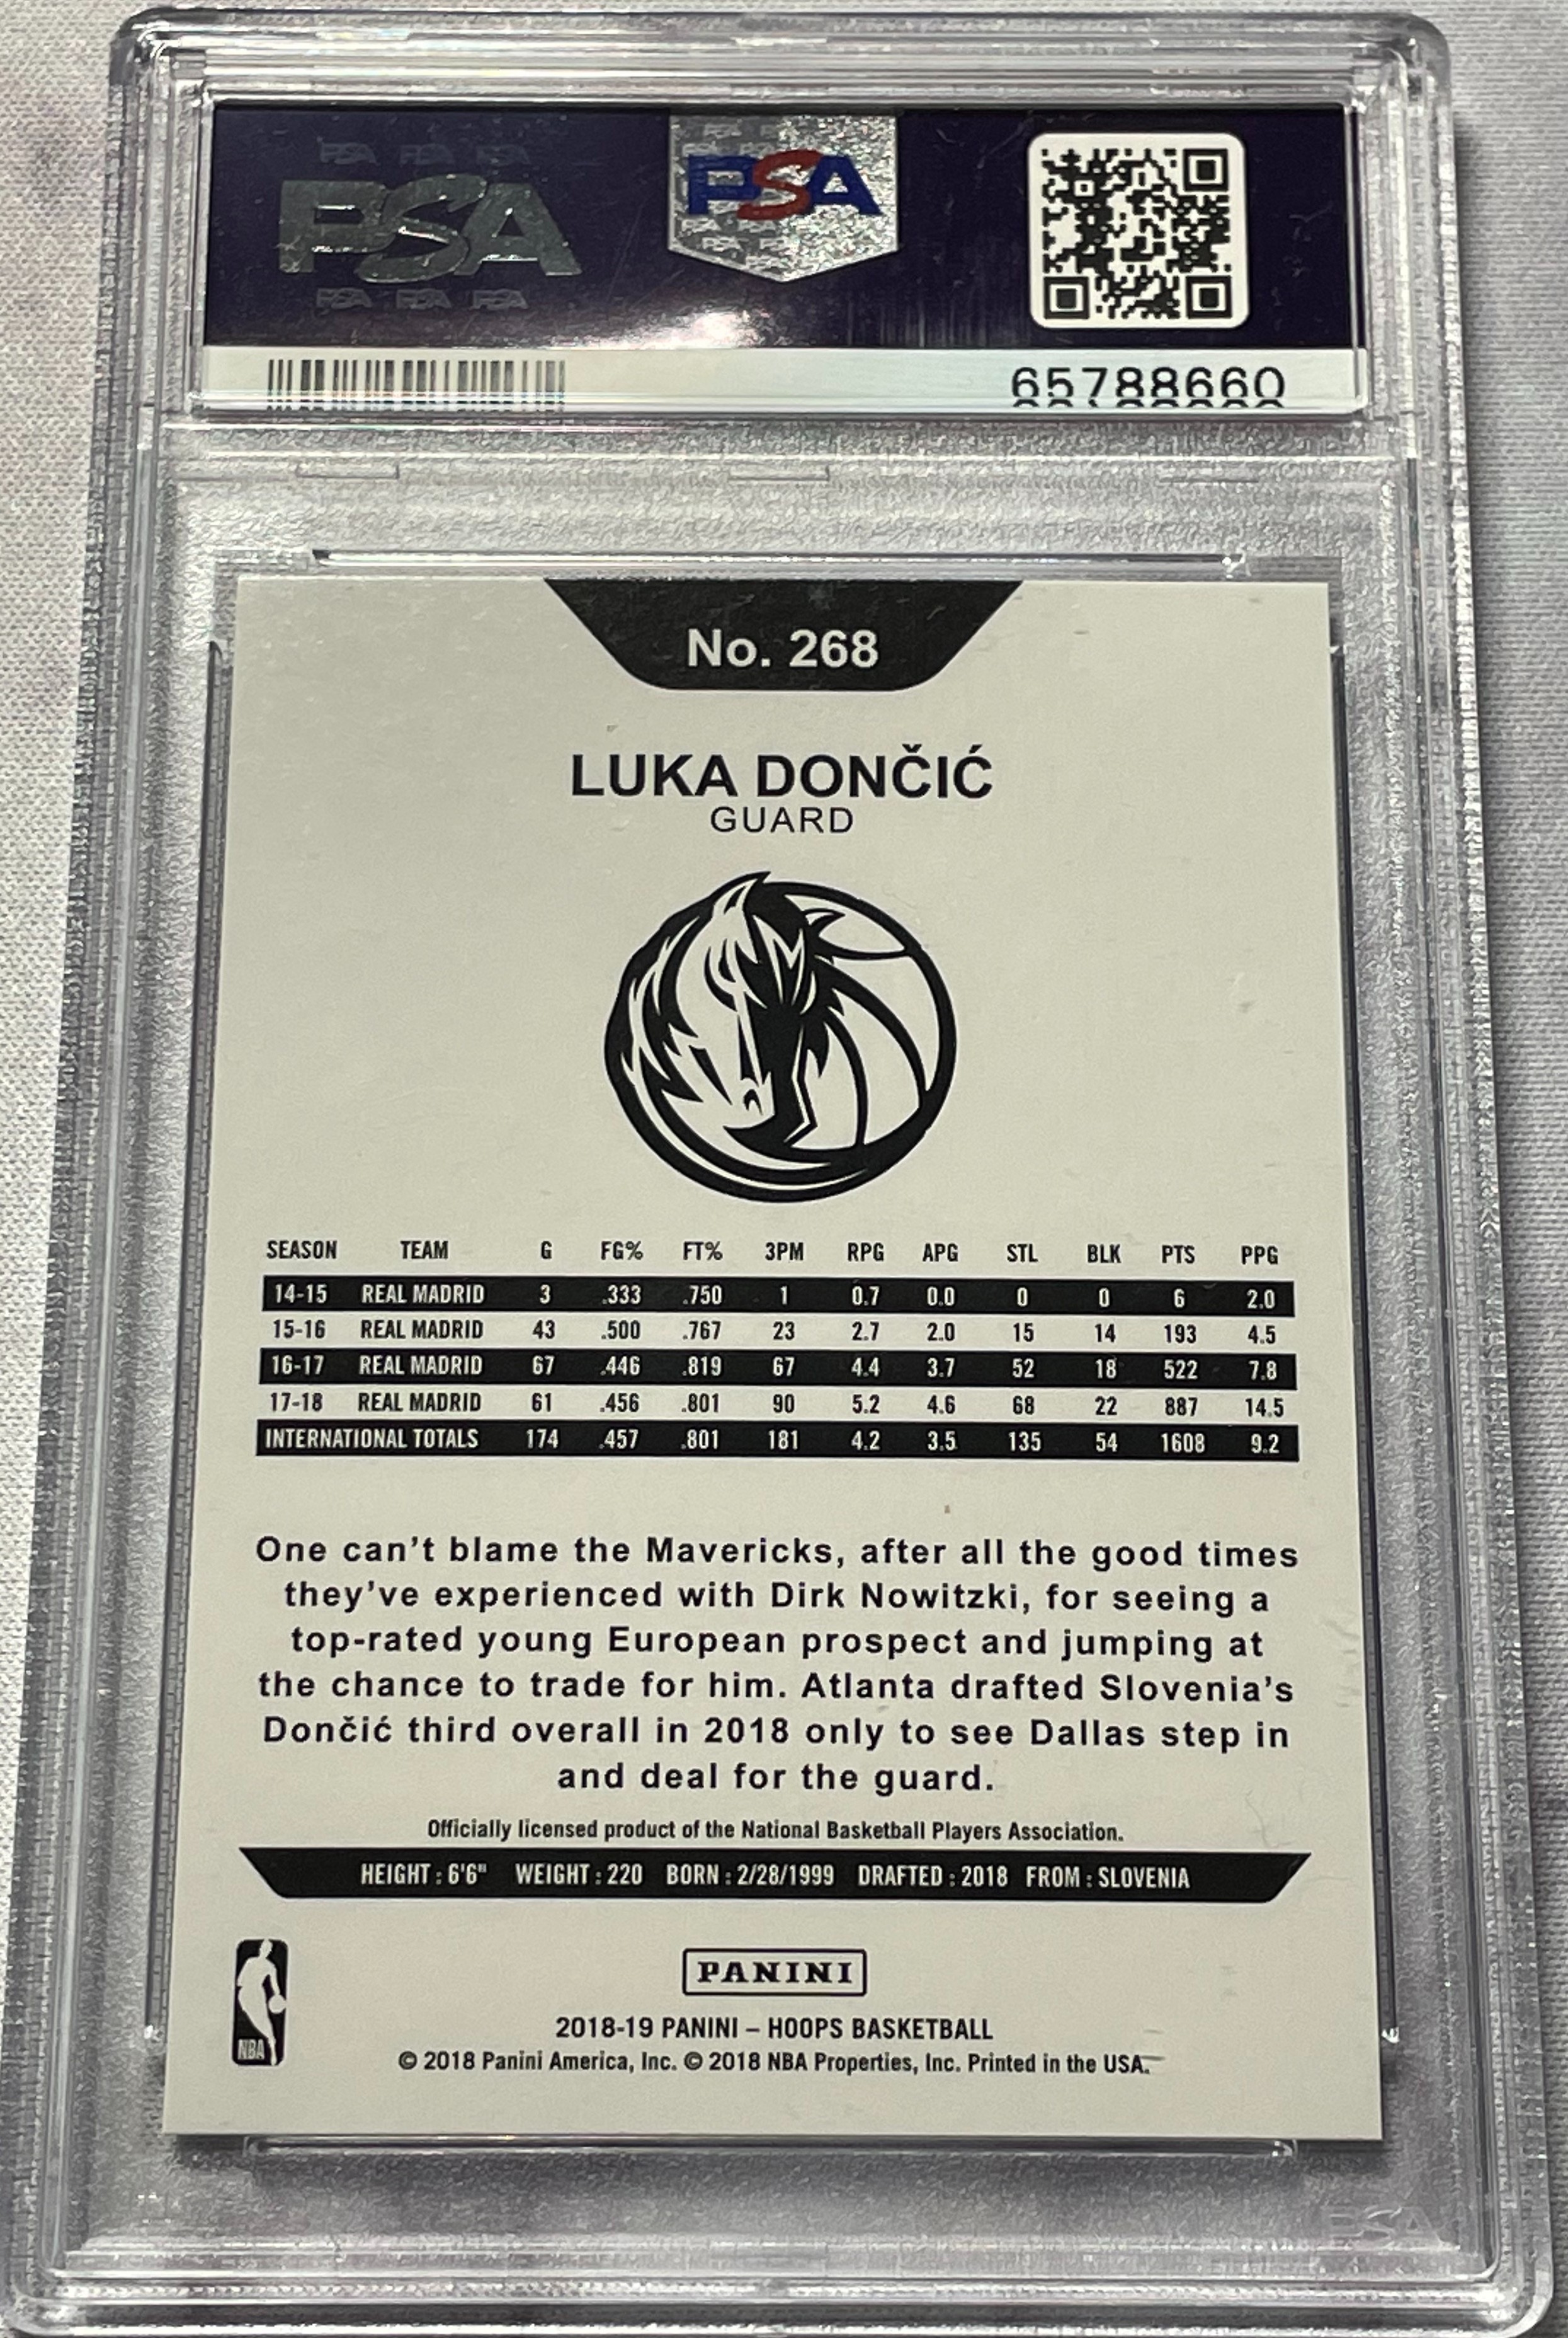 PSA PSA PSA
PSA
PSA PSA PSA
PSA
65788660
No. 268
LUKA DONČIĆ
GUARD
SEASON TEAM G FG% FT% 3PM RPG APG STL BLK PTS PPG
14-15 REAL MADRID 3 .333 .750 1 0.7 0.0 0 0 6 2.0
15-16 REAL MADRID 43 .500 .767 23 2.7 2.0 15 14 193 4.5
16-17 REAL MADRID 67 .446 .819 67 4.4 3.7 52 18 522 7.8
17-18 REAL MADRID 61 .456 .801 90 5.2 4.6 68 22 887 14.5
INTERNATIONAL TOTALS 174 .457 .801 181 4.2 3.5 135 54 1608 9.2
One can't blame the Mavericks, after all the good times
they've experienced with Dirk Nowitzki, for seeing a
top-rated young European prospect and jumping at
the chance to trade for him. Atlanta drafted Slovenia's
Dončić third overall in 2018 only to see Dallas step in
and deal for the guard.
Officially licensed product of the National Basketball Players Association.
HEIGHT : 6'6" WEIGHT : 220 BORN : 2/28/1999 DRAFTED : 2018 FROM : SLOVENIA
NBA
PANINI
2018-19 PANINI – HOOPS BASKETBALL
© 2018 Panini America, Inc. © 2018 NBA Properties, Inc. Printed in the USA.
PSA